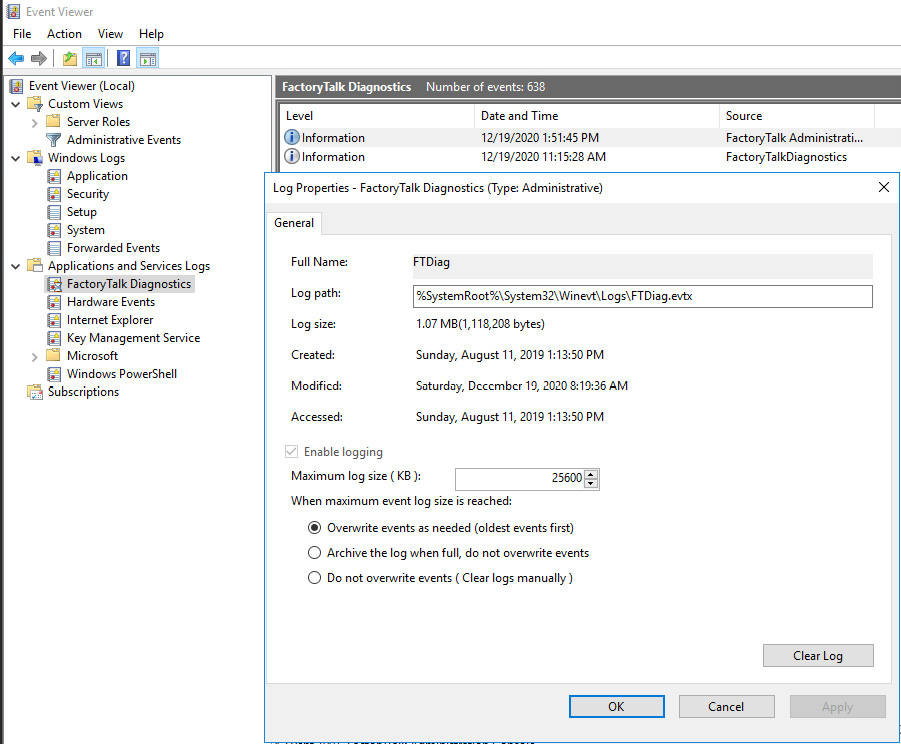 Event Viewer
File Action View Help
Event Viewer (Local)
Custom Views
Server Roles
Administrative Events
Windows Logs
Application
Security
Setup
System
Forwarded Events
Applications and Services Logs
FactoryTalk Diagnostics
Hardware Events
Internet Explorer
Key Management Service
Microsoft
Windows PowerShell
Subscriptions
FactoryTalk Diagnostics Number of events: 638
Level Date and Time Source
Information 12/19/2020 1:51:45 PM FactoryTalk Administrati...
Information 12/19/2020 11:15:28 AM FactoryTalkDiagnostics
Log Properties - FactoryTalk Diagnostics (Type: Administrative)
General
Full Name: FTDiag
Log path: %SystemRoot%\System32\Winevt\Logs\FTDiag.evtx
Log size: 1.07 MB(1,118,208 bytes)
Created: Sunday, August 11, 2019 1:13:50 PM
Modified: Saturday, December 19, 2020 8:19:36 AM
Accessed: Sunday, August 11, 2019 1:13:50 PM
Enable logging
Maximum log size ( KB ): 25600
When maximum event log size is reached:
Overwrite events as needed (oldest events first)
Archive the log when full, do not overwrite events
Do not overwrite events ( Clear logs manually )
Clear Log
OK Cancel Apply